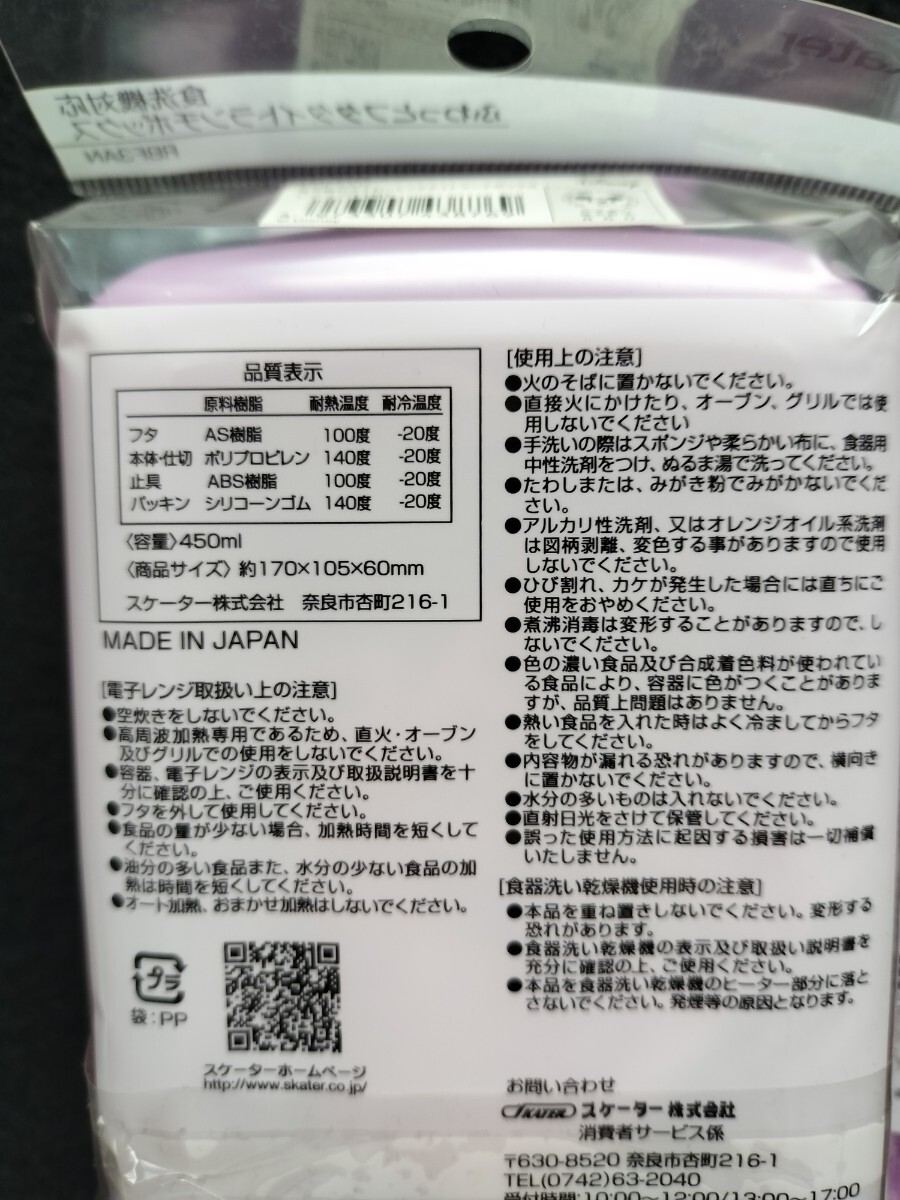 食洗機対応
ふわっとフタタイトランチボックス
品質表示
原料樹脂 耐熱温度 耐冷温度
フタ AS樹脂 100度 -20度
本体・仕切 ポリプロピレン 140度 -20度
止具 ABS樹脂 100度 -20度
パッキン シリコーンゴム 140度 -20度
〈容量〉450ml
〈商品サイズ〉約170×105×60mm
スケーター株式会社 奈良市杏町216-1
MADE IN JAPAN
[電子レンジ取扱い上の注意]
●空炊きをしないでください。
●高周波加熱専用であるため、直火・オーブン
及びグリルでの使用をしないでください。
●容器、電子レンジの表示及び取扱説明書を十
分に確認の上、ご使用ください。
●フタを外して使用してください。
●食品の量が少ない場合、加熱時間を短くして
ください。
●油分の多い食品また、水分の少ない食品の加
熱は時間を短くしてください。
●オート加熱、おまかせ加熱はしないでください。
プラ
袋:PP
スケーターホームページ
http://www.skater.co.jp/
[使用上の注意]
●火のそばに置かないでください。
●直接火にかけたり、オーブン、グリルでは使
用しないでください
●手洗いの際はスポンジや柔らかい布に、食器用
中性洗剤をつけ、ぬるま湯で洗ってください。
●たわしまたは、みがき粉でみがかないでくだ
さい。
●アルカリ性洗剤、又はオレンジオイル系洗剤
は図柄剥離、変色する事がありますので使用
しないでください。
●ひび割れ、カケが発生した場合には直ちにご
使用をおやめください。
●煮沸消毒は変形することがありますので、し
ないでください。
●色の濃い食品及び合成着色料が使われてい
る食品により、容器に色がつくことがありま
すが、品質上問題はありません。
●熱い食品を入れた時はよく冷ましてからフタ
をしてください。
●内容物が漏れる恐れがありますので、横向き
に置かないでください。
●水分の多いものは入れないでください。
●直射日光をさけて保管してください。
●誤った使用方法に起因する損害は一切補償
いたしません。
[食器洗い乾燥機使用時の注意]
●本品を重ね置きしないでください。変形する
恐れがあります。
●食器洗い乾燥機の表示及び取扱い説明書を
充分に確認の上、ご使用ください。
●本品を食器洗い乾燥機のヒーター部分に落と
さないでください。発煙等の原因となります。
お問い合わせ
SKATER スケーター株式会社
消費者サービス係
〒630-8520 奈良市杏町216-1
TEL(0742)63-2040
受付時間:10:00〜12:00/13:00〜17:00